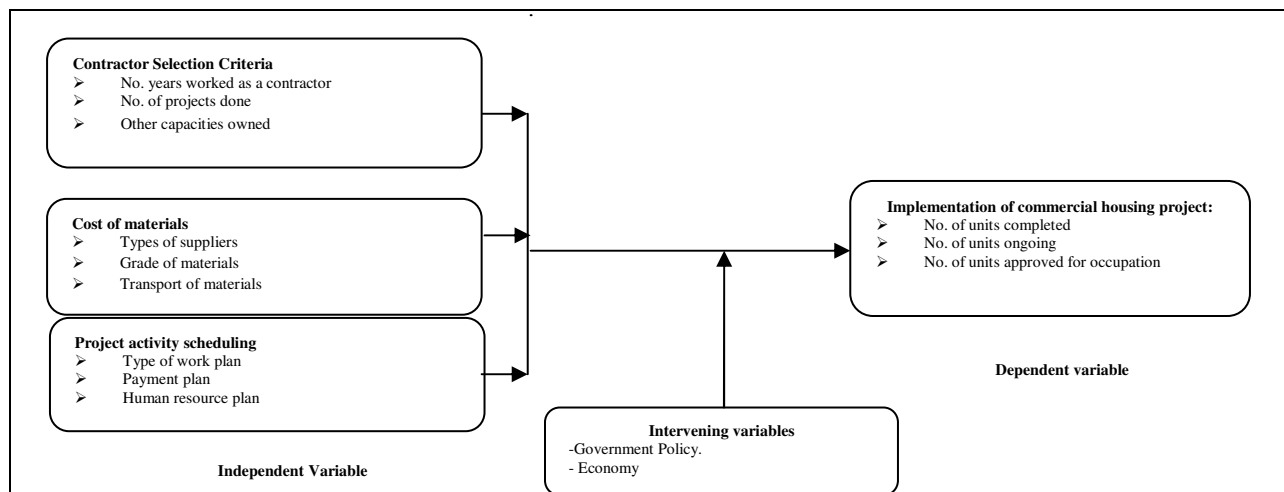 Contractor Selection Criteria
➢ No. years worked as a contractor
➢ No. of projects done
➢ Other capacities owned
Cost of materials
➢ Types of suppliers
➢ Grade of materials
➢ Transport of materials
Project activity scheduling
➢ Type of work plan
➢ Payment plan
➢ Human resource plan
Independent Variable
Intervening variables
-Government Policy.
- Economy
Implementation of commercial housing project:
➢ No. of units completed
➢ No. of units ongoing
➢ No. of units approved for occupation
Dependent variable